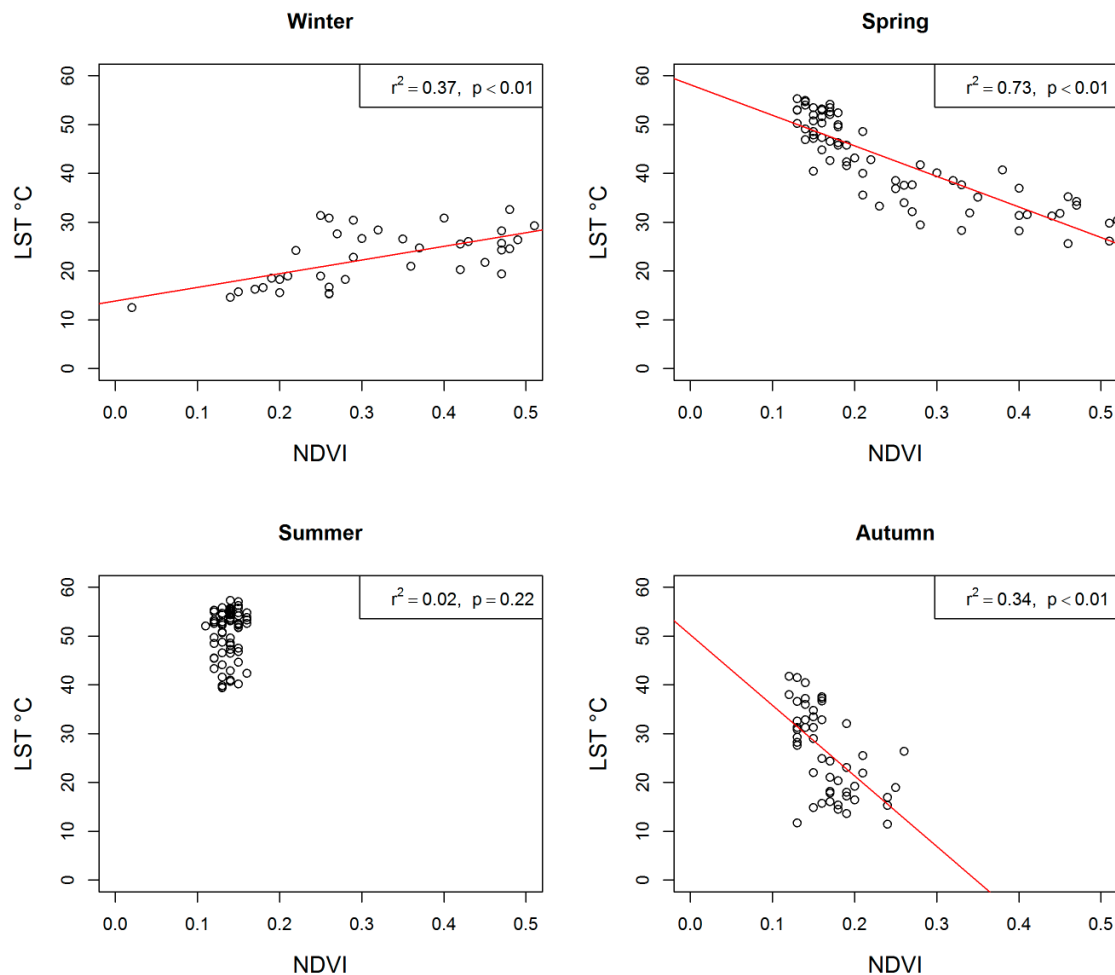 Winter
r² = 0.37, p < 0.01
LST °C
60
50
40
30
20
10
0
0.0 0.1 0.2 0.3 0.4 0.5
NDVI
Spring
r² = 0.73, p < 0.01
LST °C
60
50
40
30
20
10
0
0.0 0.1 0.2 0.3 0.4 0.5
NDVI
Summer
r² = 0.02, p = 0.22
LST °C
60
50
40
30
20
10
0
0.0 0.1 0.2 0.3 0.4 0.5
NDVI
Autumn
r² = 0.34, p < 0.01
LST °C
60
50
40
30
20
10
0
0.0 0.1 0.2 0.3 0.4 0.5
NDVI